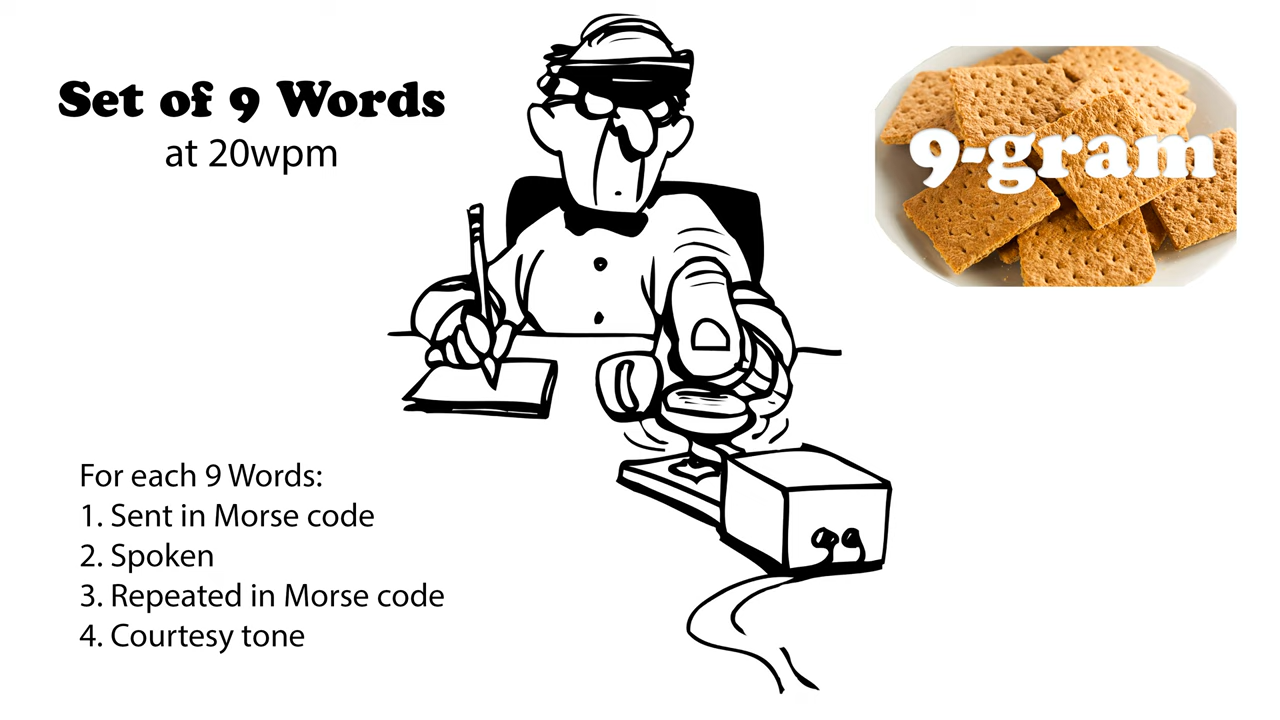 Set of 9 Words
at 20wpm
9-gram
For each 9 Words:
1. Sent in Morse code
2. Spoken
3. Repeated in Morse code
4. Courtesy tone